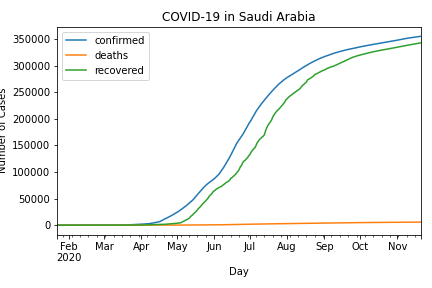 COVID-19 in Saudi Arabia
confirmed
deaths
recovered
350000
300000
250000
200000
150000
100000
50000
0
Number of Cases
Feb Mar Apr May Jun Jul Aug Sep Oct Nov
2020
Day